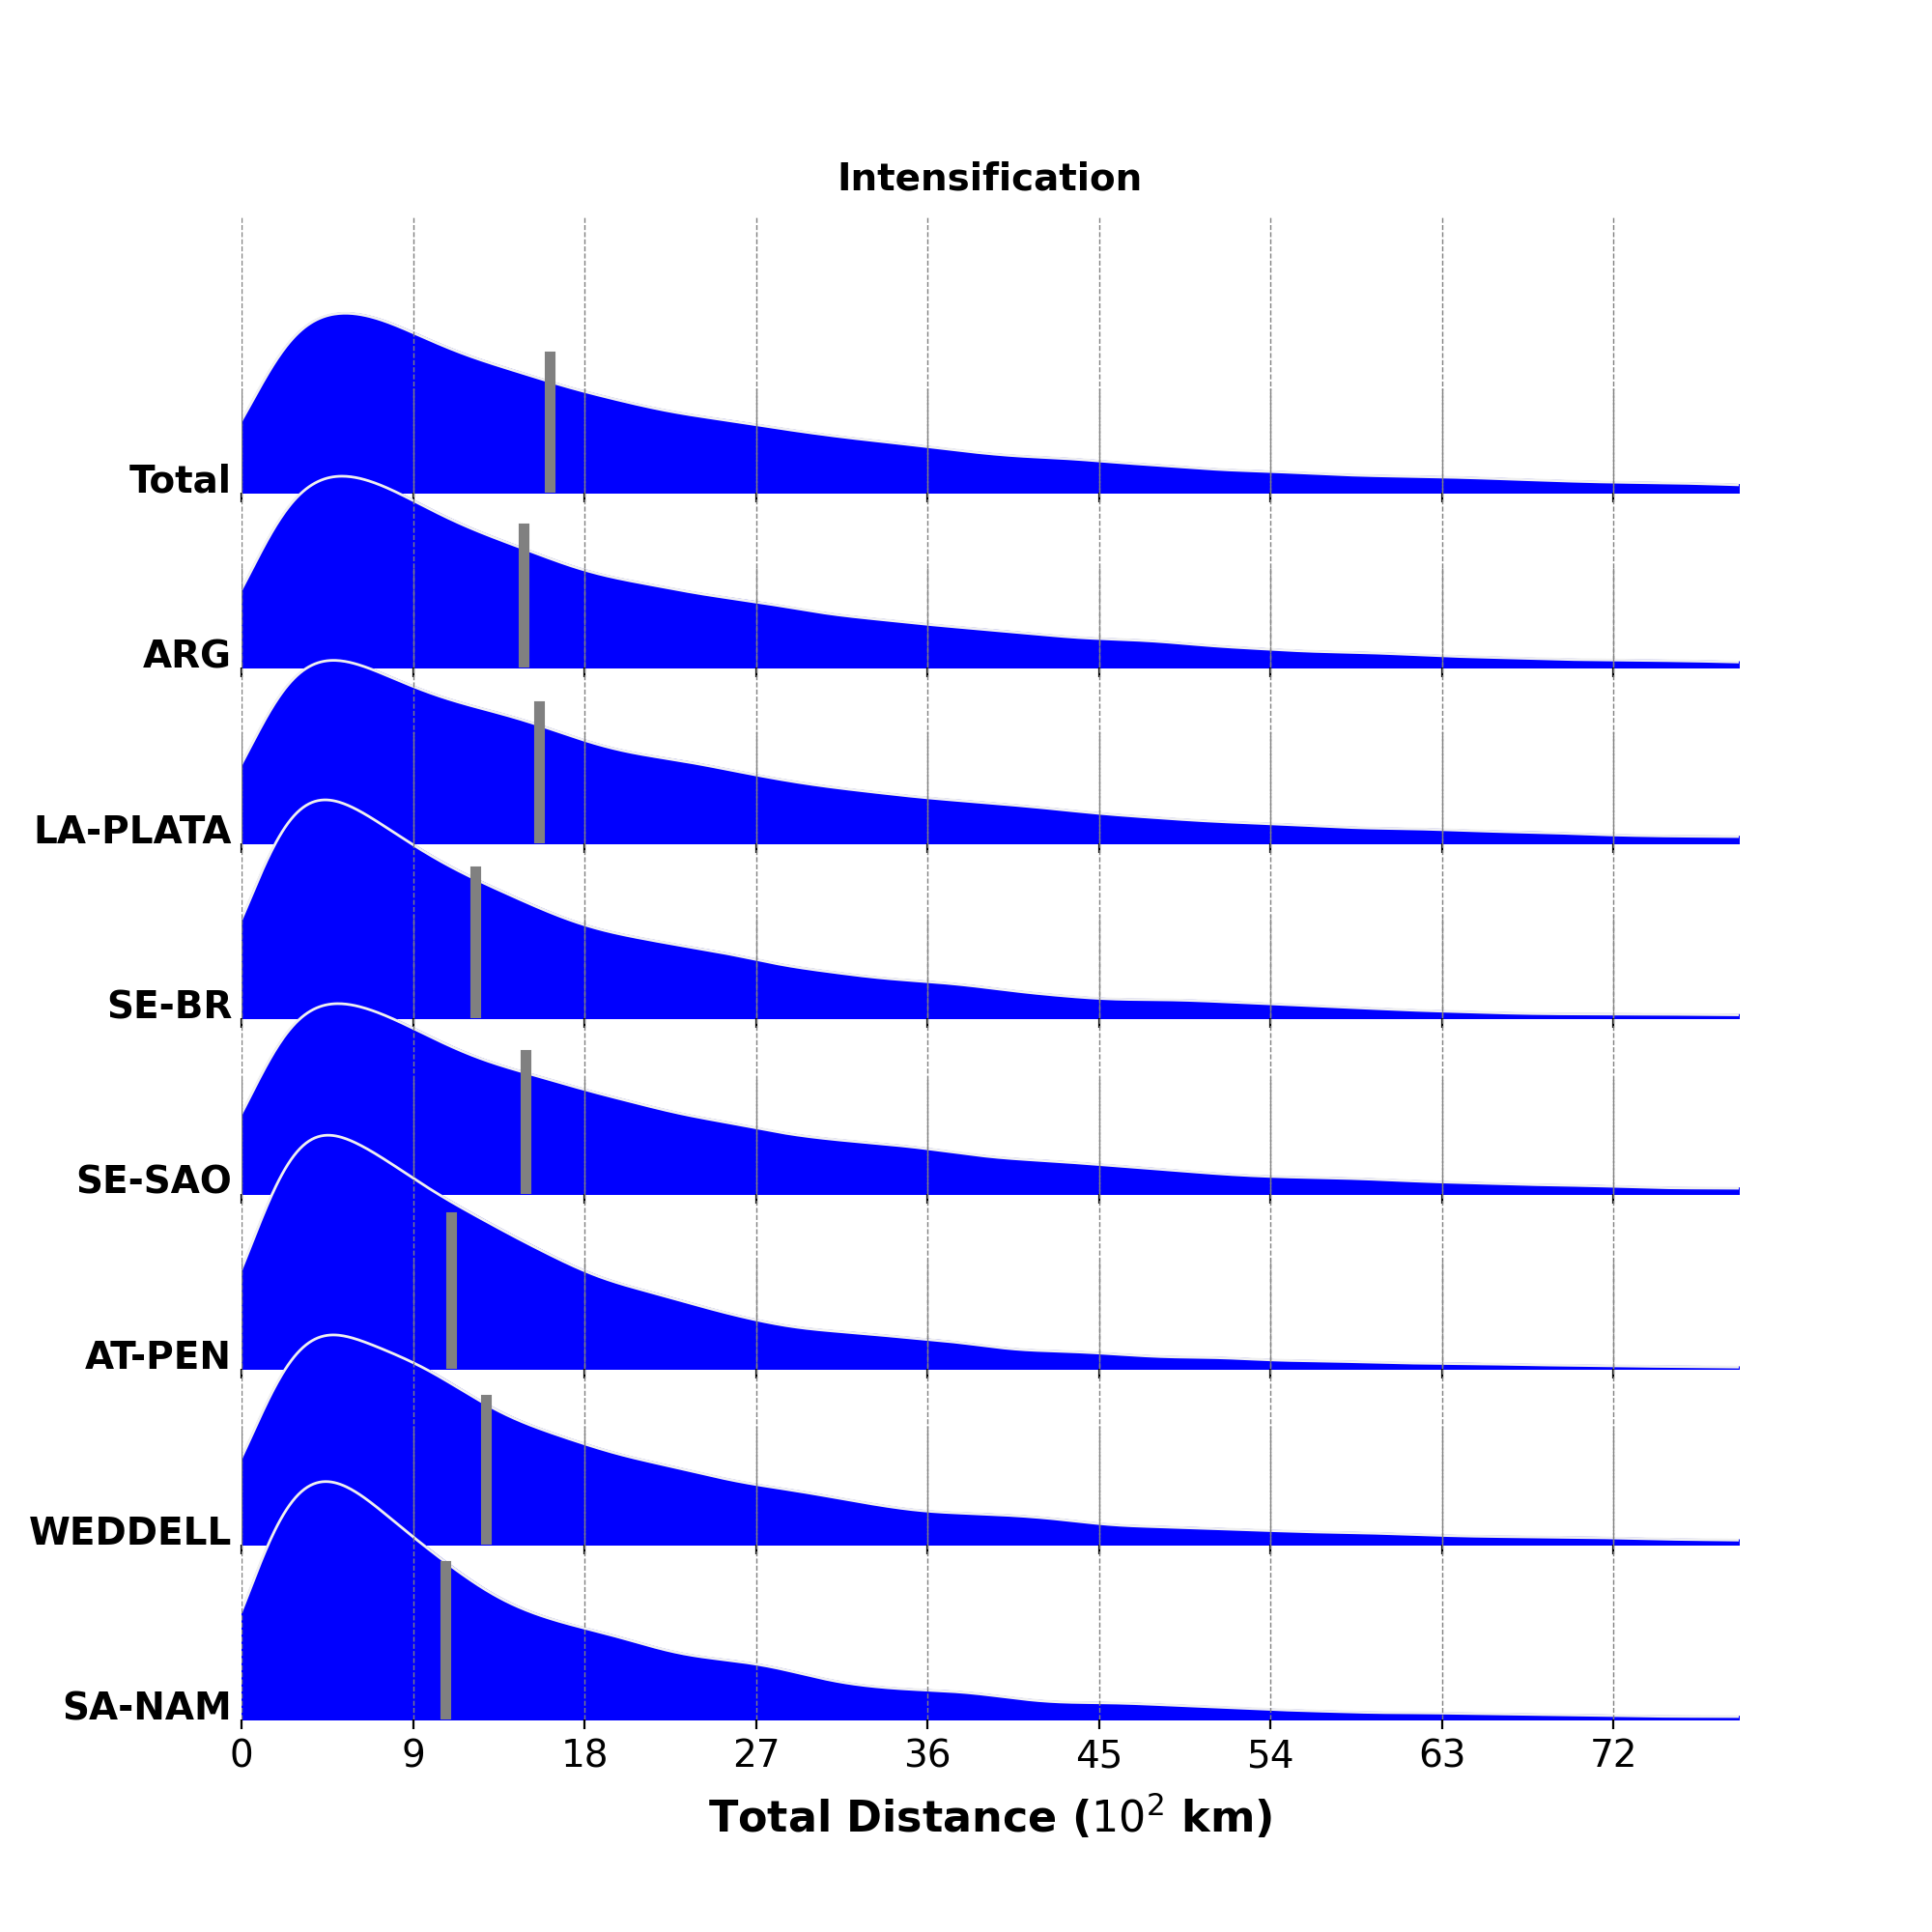 Intensification
Total
ARG
LA-PLATA
SE-BR
SE-SAO
AT-PEN
WEDDELL
SA-NAM
0 9 18 27 36 45 54 63 72
Total Distance (10² km)